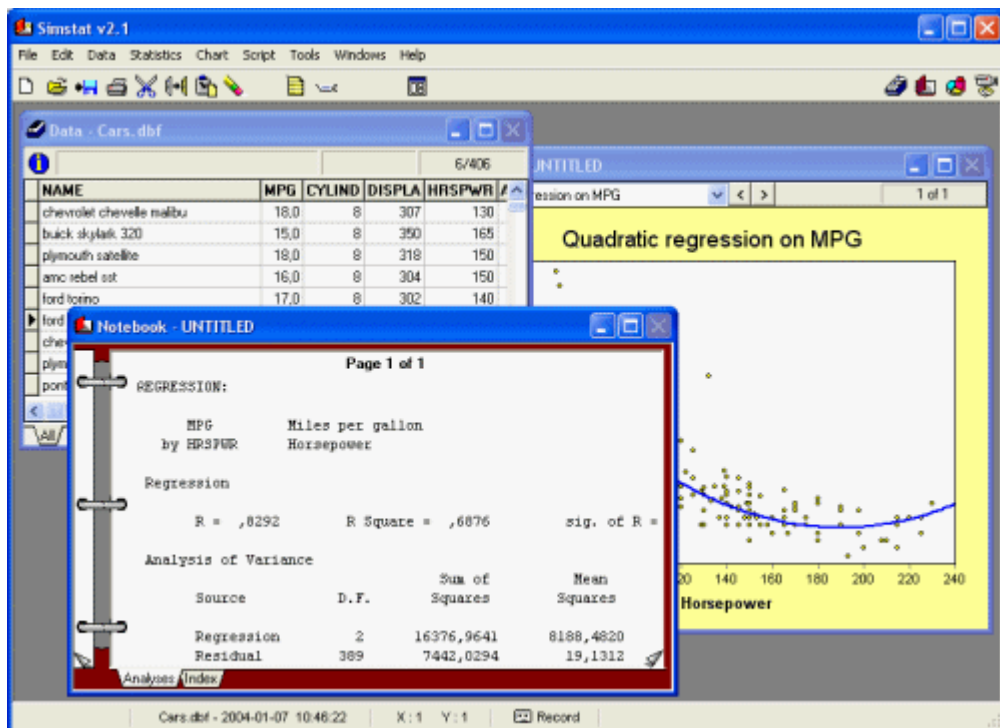 Simstat v2.1
File Edit Data Statistics Chart Script Tools Windows Help
Data - Cars.dbf
6/406
NAME MPG CYLIND DISPLA HRSPWR A
chevrolet chevelle malibu 18,0 8 307 130
buick skylark 320 15,0 8 350 165
plymouth satellite 18,0 8 318 150
amc rebel sst 16,0 8 304 150
ford torino 17,0 8 302 140
ford
chev
plym
pont
All
UNTITLED
ression on MPG < > 1 of 1
Quadratic regression on MPG
20 140 160 180 200 220 240
Horsepower
Notebook - UNTITLED
Page 1 of 1
REGRESSION:
MPG Miles per gallon
by HRSPWR Horsepower
Regression
R = ,8292 R Square = ,6876 sig. of R =
Analysis of Variance
Sum of Mean
Source D.F. Squares Squares
Regression 2 16376,9641 8188,4820
Residual 389 7442,0294 19,1312
Analyses Index
Cars.dbf - 2004-01-07 10:46:22 X:1 Y:1 Record